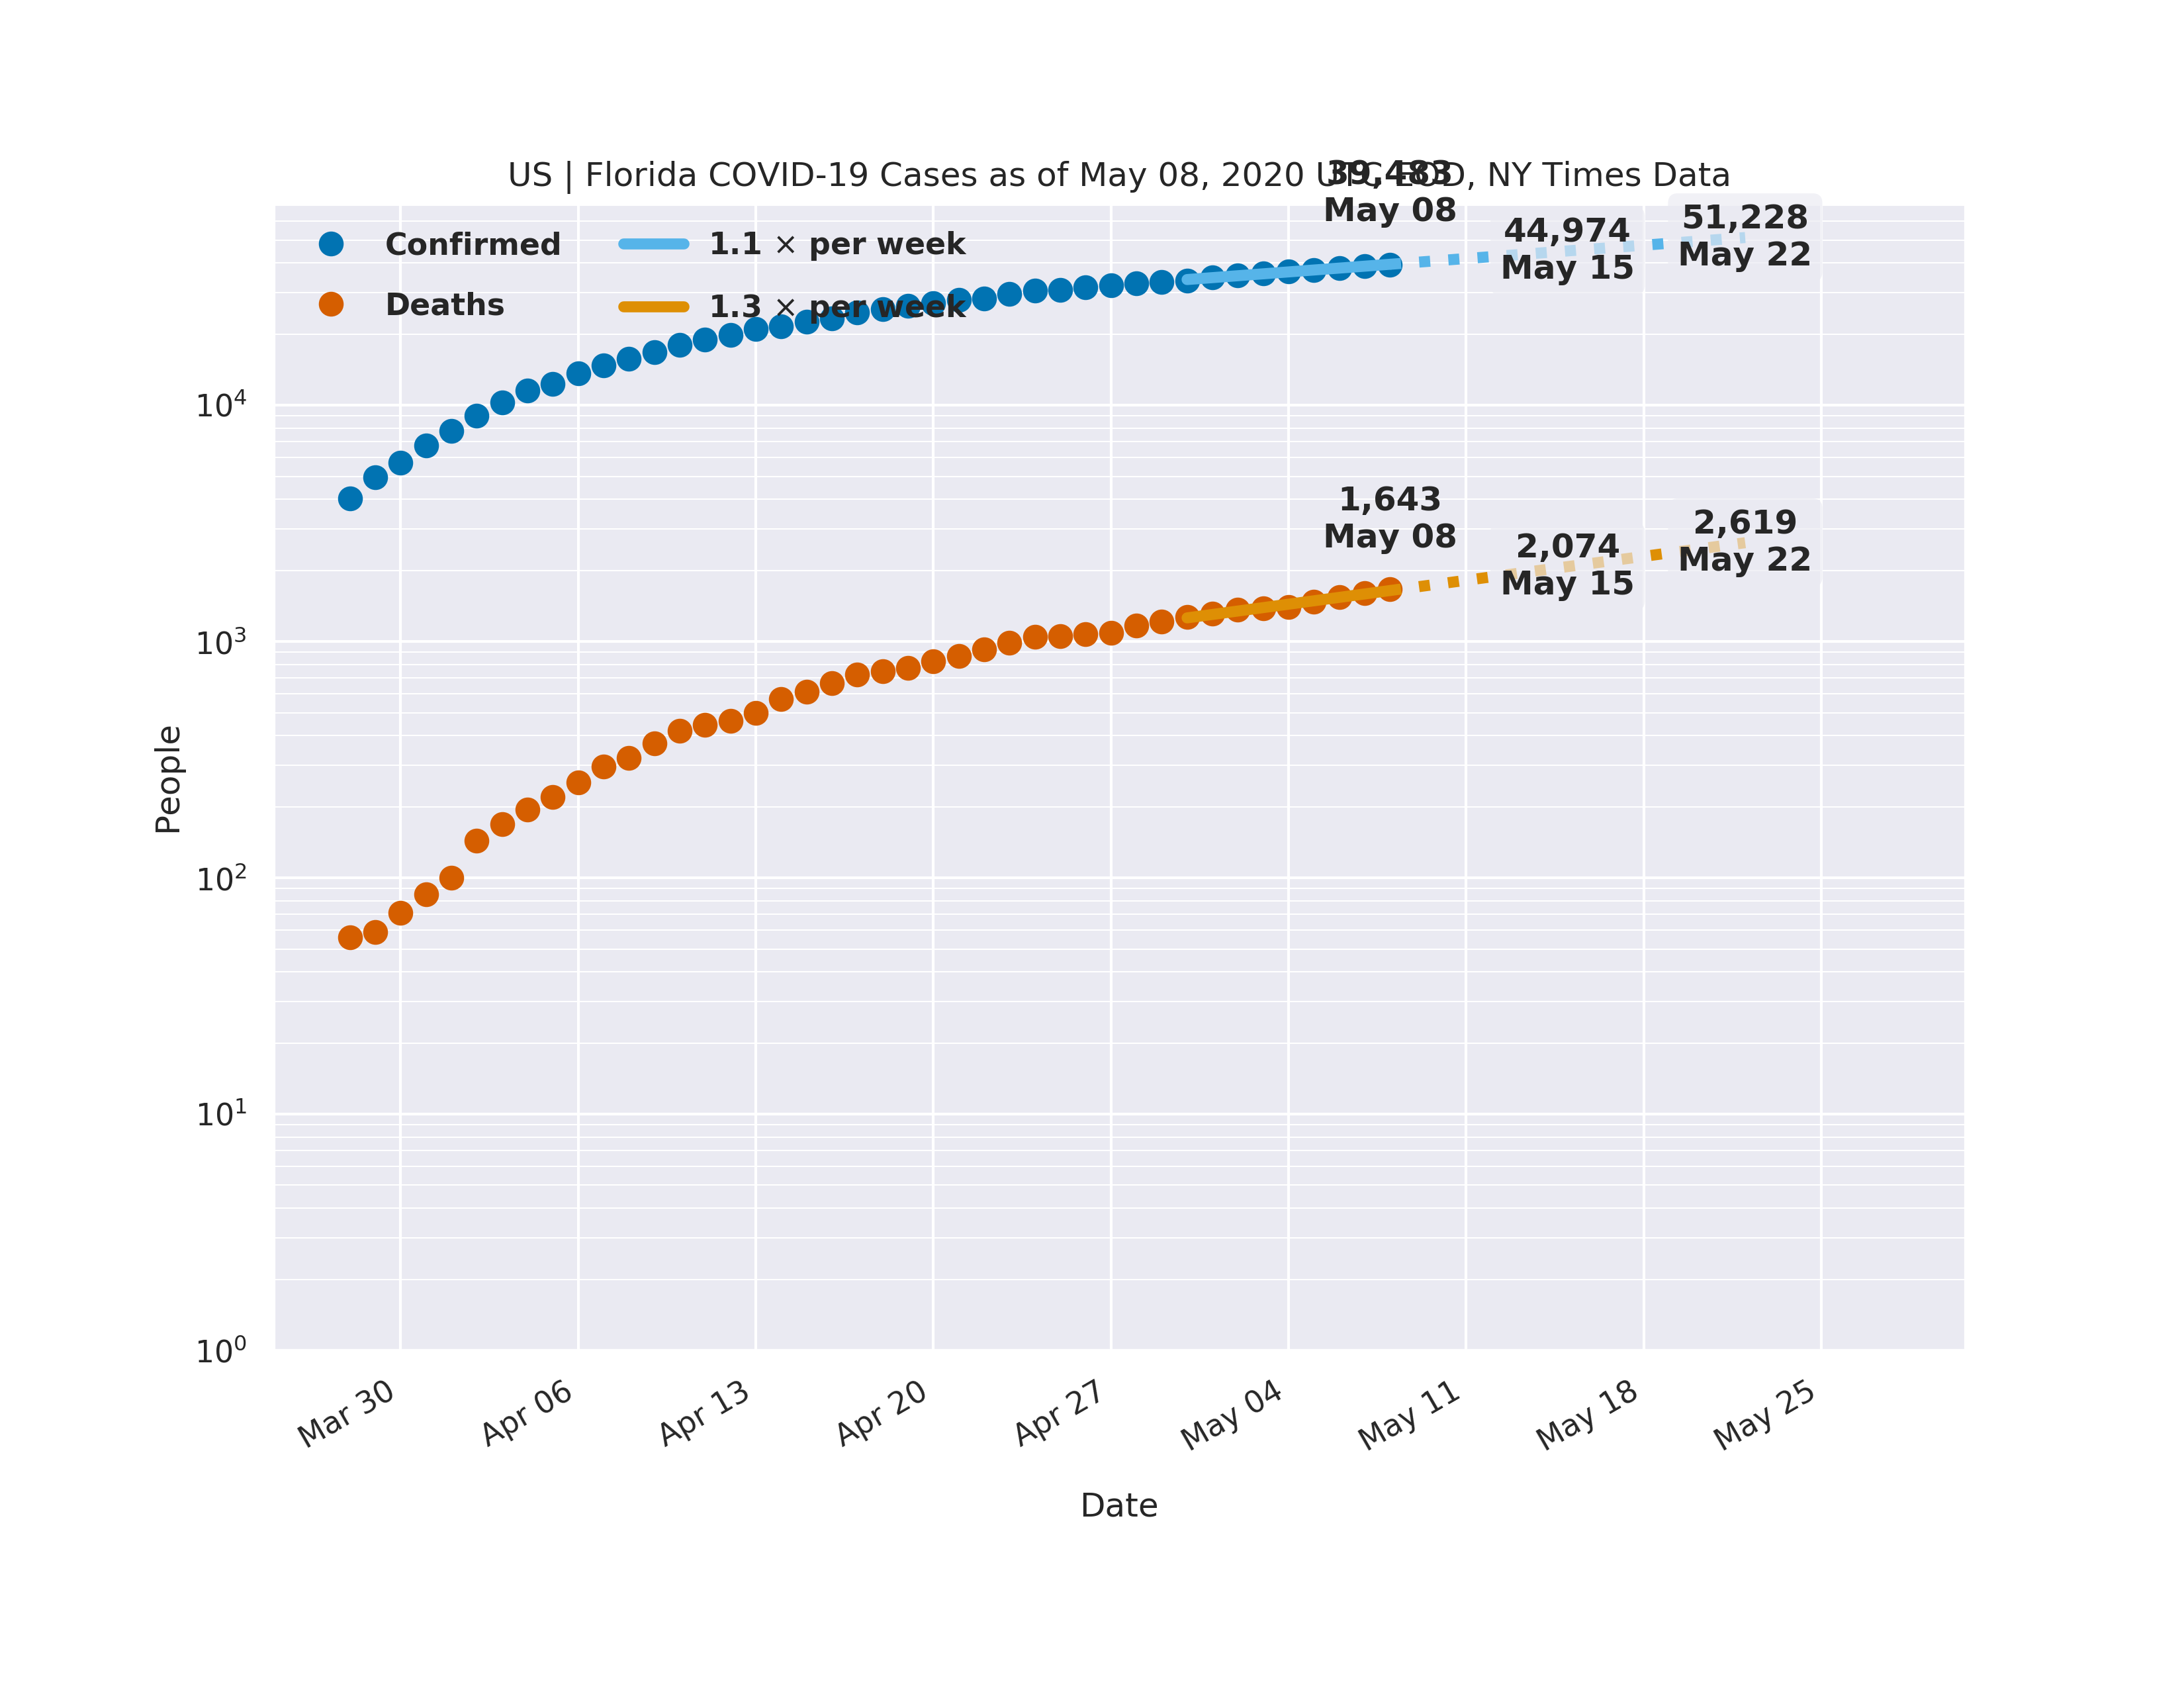 US | Florida COVID-19 Cases as of May 08, 2020 UTC EOD, NY Times Data
39,483
May 08
44,974
May 15
51,228
May 22
Confirmed
1.1 × per week
Deaths
1.3 × per week
1,643
May 08
2,074
May 15
2,619
May 22
People
10⁴
10³
10²
10¹
10⁰
Mar 30
Apr 06
Apr 13
Apr 20
Apr 27
May 04
May 11
May 18
May 25
Date